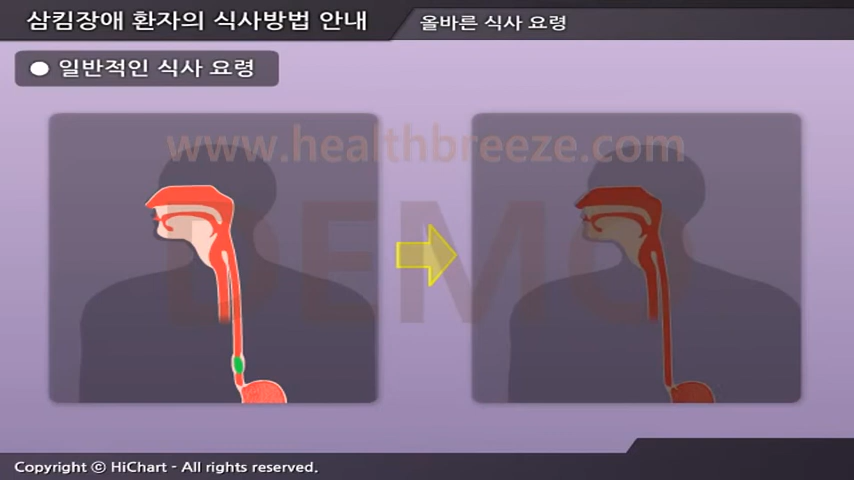 삼킴장애 환자의 식사방법 안내
올바른 식사 요령
● 일반적인 식사 요령
www.healthbreeze.com
DEMO
Copyright ⓒ HiChart - All rights reserved.